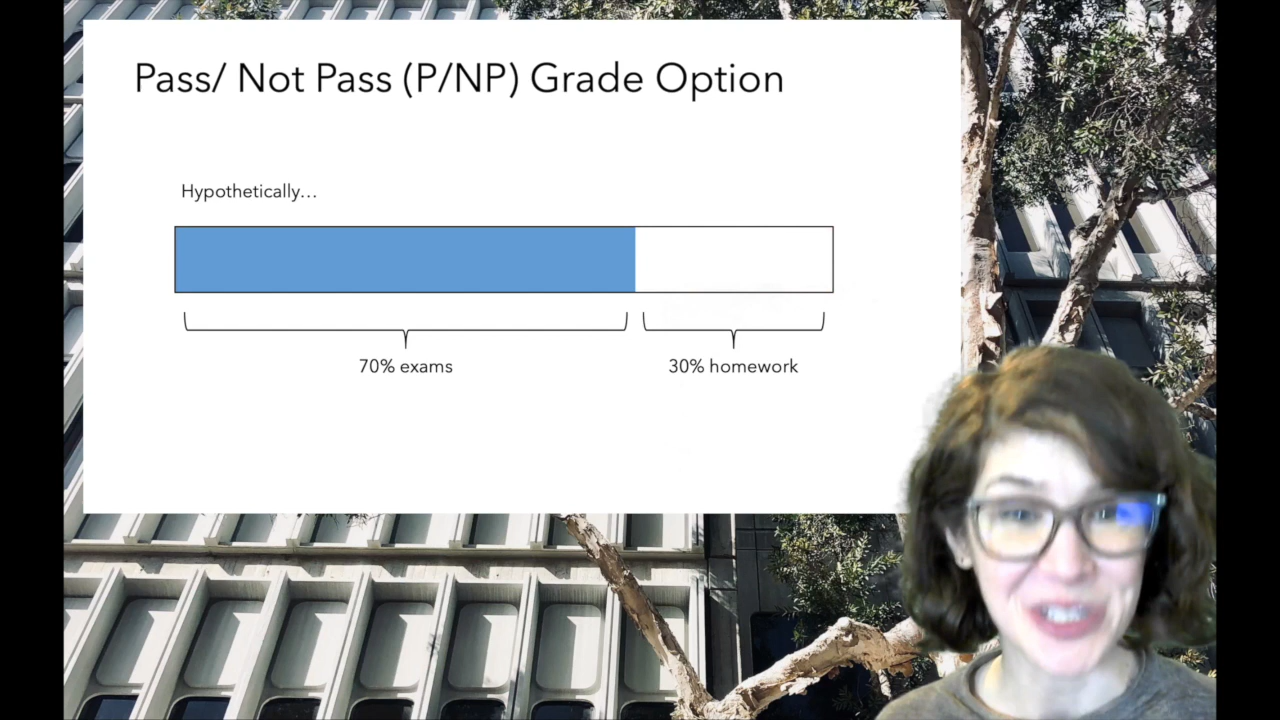 Pass/ Not Pass (P/NP) Grade Option
Hypothetically…
70% exams
30% homework